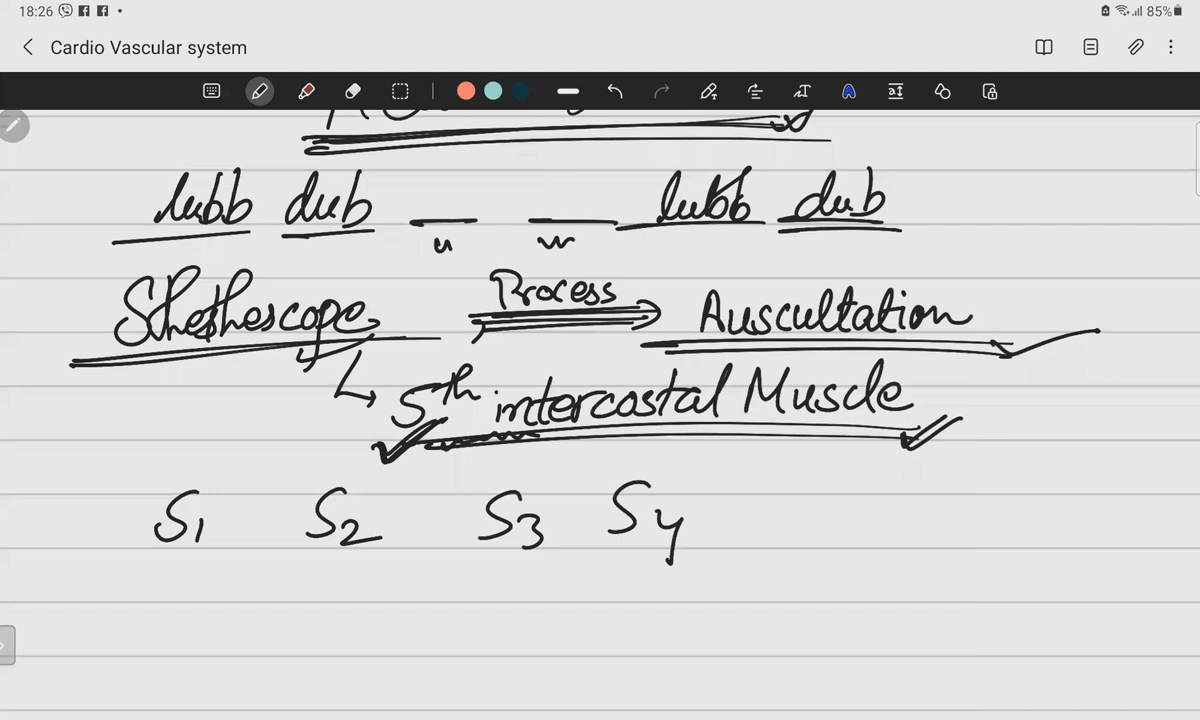 18:26 85%
Cardio Vascular system
lubb dub lubb dub
Shethescope Process Auscultation
5th intercostal Muscle
S1 S2 S3 S4